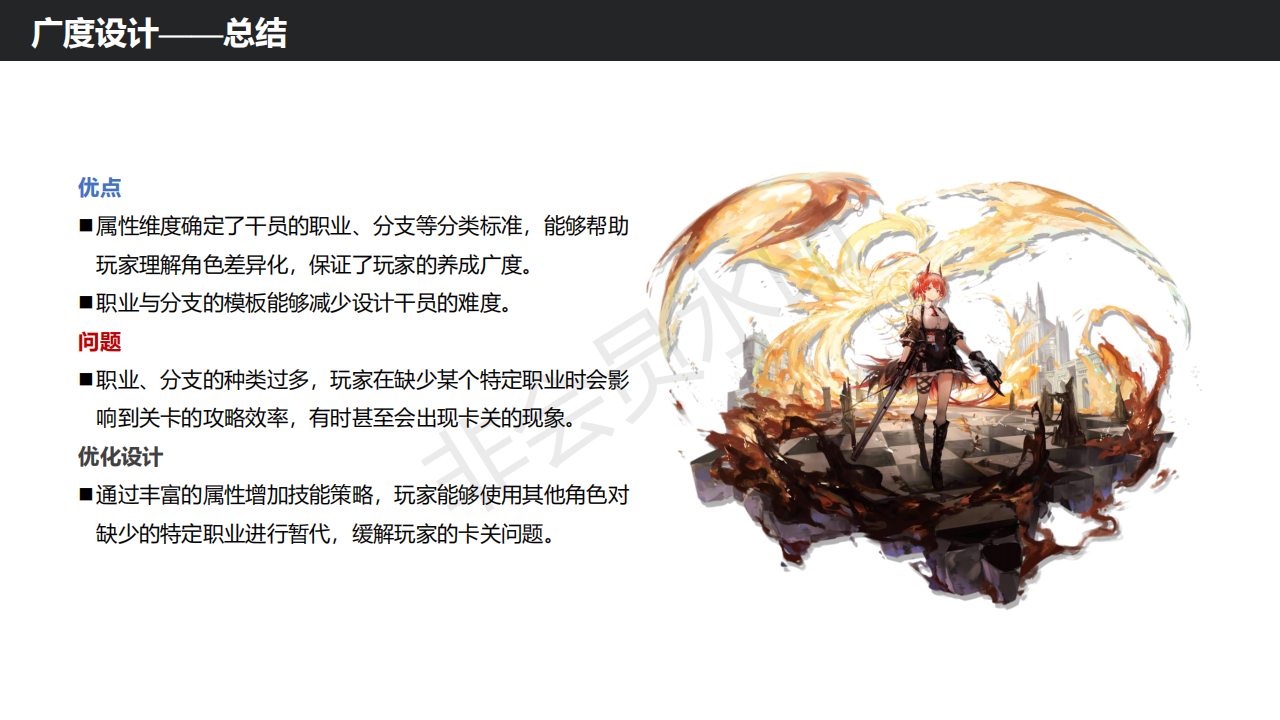 广度设计——总结
优点
■属性维度确定了干员的职业、分支等分类标准，能够帮助
玩家理解角色差异化，保证了玩家的养成广度。
■职业与分支的模板能够减少设计干员的难度。
问题
■职业、分支的种类过多，玩家在缺少某个特定职业时会影
响到关卡的攻略效率，有时甚至会出现卡关的现象。
优化设计
■通过丰富的属性增加技能策略，玩家能够使用其他角色对
缺少的特定职业进行暂代，缓解玩家的卡关问题。
非会员水印